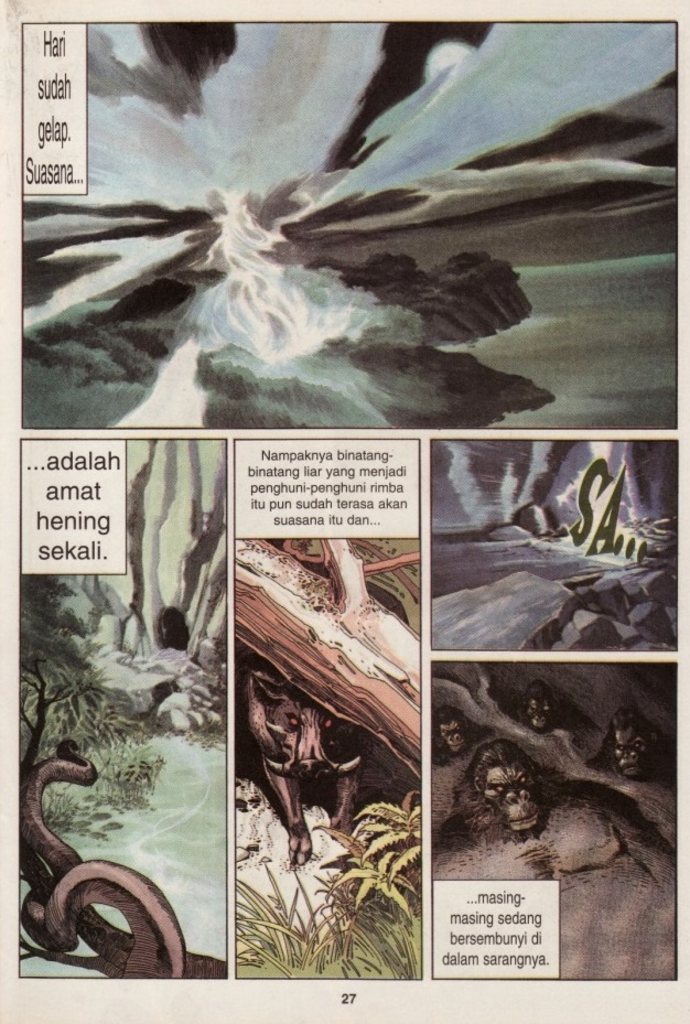 Hari
sudah
gelap.
Suasana...
...adalah
amat
hening
sekali.
Nampaknya binatang-
binatang liar yang menjadi
penghuni-penghuni rimba
itu pun sudah terasa akan
suasana itu dan...
SA...
...masing-
masing sedang
bersembunyi di
dalam sarangnya.
27